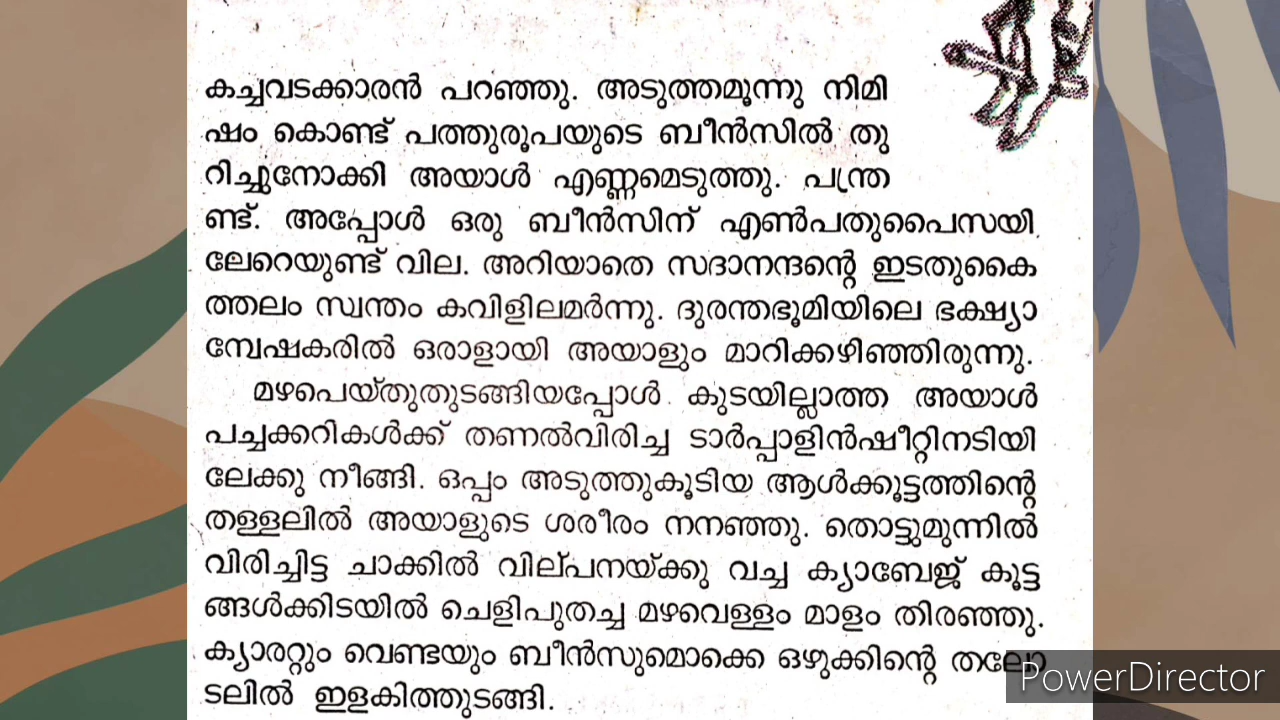 കച്ചവടക്കാരൻ പറഞ്ഞു. അടുത്തമൂന്നു നിമി
ഷം കൊണ്ട് പത്തുരൂപയുടെ ബീൻസിൽ തു
റിച്ചുനോക്കി അയാൾ എണ്ണമെടുത്തു. പന്ത്ര
ണ്ട്. അപ്പോൾ ഒരു ബീൻസിന് എൺപതുപൈസയി
ലേറെയുണ്ട് വില. അറിയാതെ സദാനന്ദന്റെ ഇടതുകൈ
ത്തലം സ്വന്തം കവിളിലമർന്നു. ദുരന്തഭൂമിയിലെ ഭക്ഷ്യാ
ന്വേഷകരിൽ ഒരാളായി അയാളും മാറിക്കഴിഞ്ഞിരുന്നു.
മഴപെയ്തുതുടങ്ങിയപ്പോൾ കുടയില്ലാത്ത അയാൾ
പച്ചക്കറികൾക്ക് തണൽവിരിച്ച ടാർപ്പാളിൻഷീറ്റിനടിയി
ലേക്കു നീങ്ങി. ഒപ്പം അടുത്തുകൂടിയ ആൾക്കൂട്ടത്തിന്റെ
തള്ളലിൽ അയാളുടെ ശരീരം നനഞ്ഞു. തൊട്ടുമുന്നിൽ
വിരിച്ചിട്ട ചാക്കിൽ വില്പനയ്ക്കു വച്ച ക്യാബേജ് കൂട്ട
ങ്ങൾക്കിടയിൽ ചെളിപുതച്ച മഴവെള്ളം മാളം തിരഞ്ഞു.
ക്യാരറ്റും വെണ്ടയും ബീൻസുമൊക്കെ ഒഴുക്കിന്റെ തലോ
ടലിൽ ഇളകിത്തുടങ്ങി.
PowerDirector